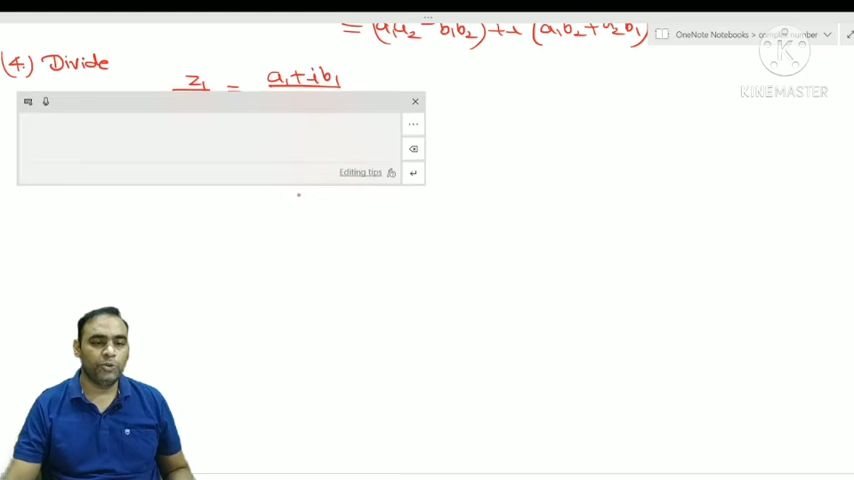 = (a₁a₂ - b₁b₂) + i (a₁b₂ + a₂b₁)
OneNote Notebooks > complex number
(4.) Divide
z₁ = a₁ + ib₁
KINEMASTER
Editing tips